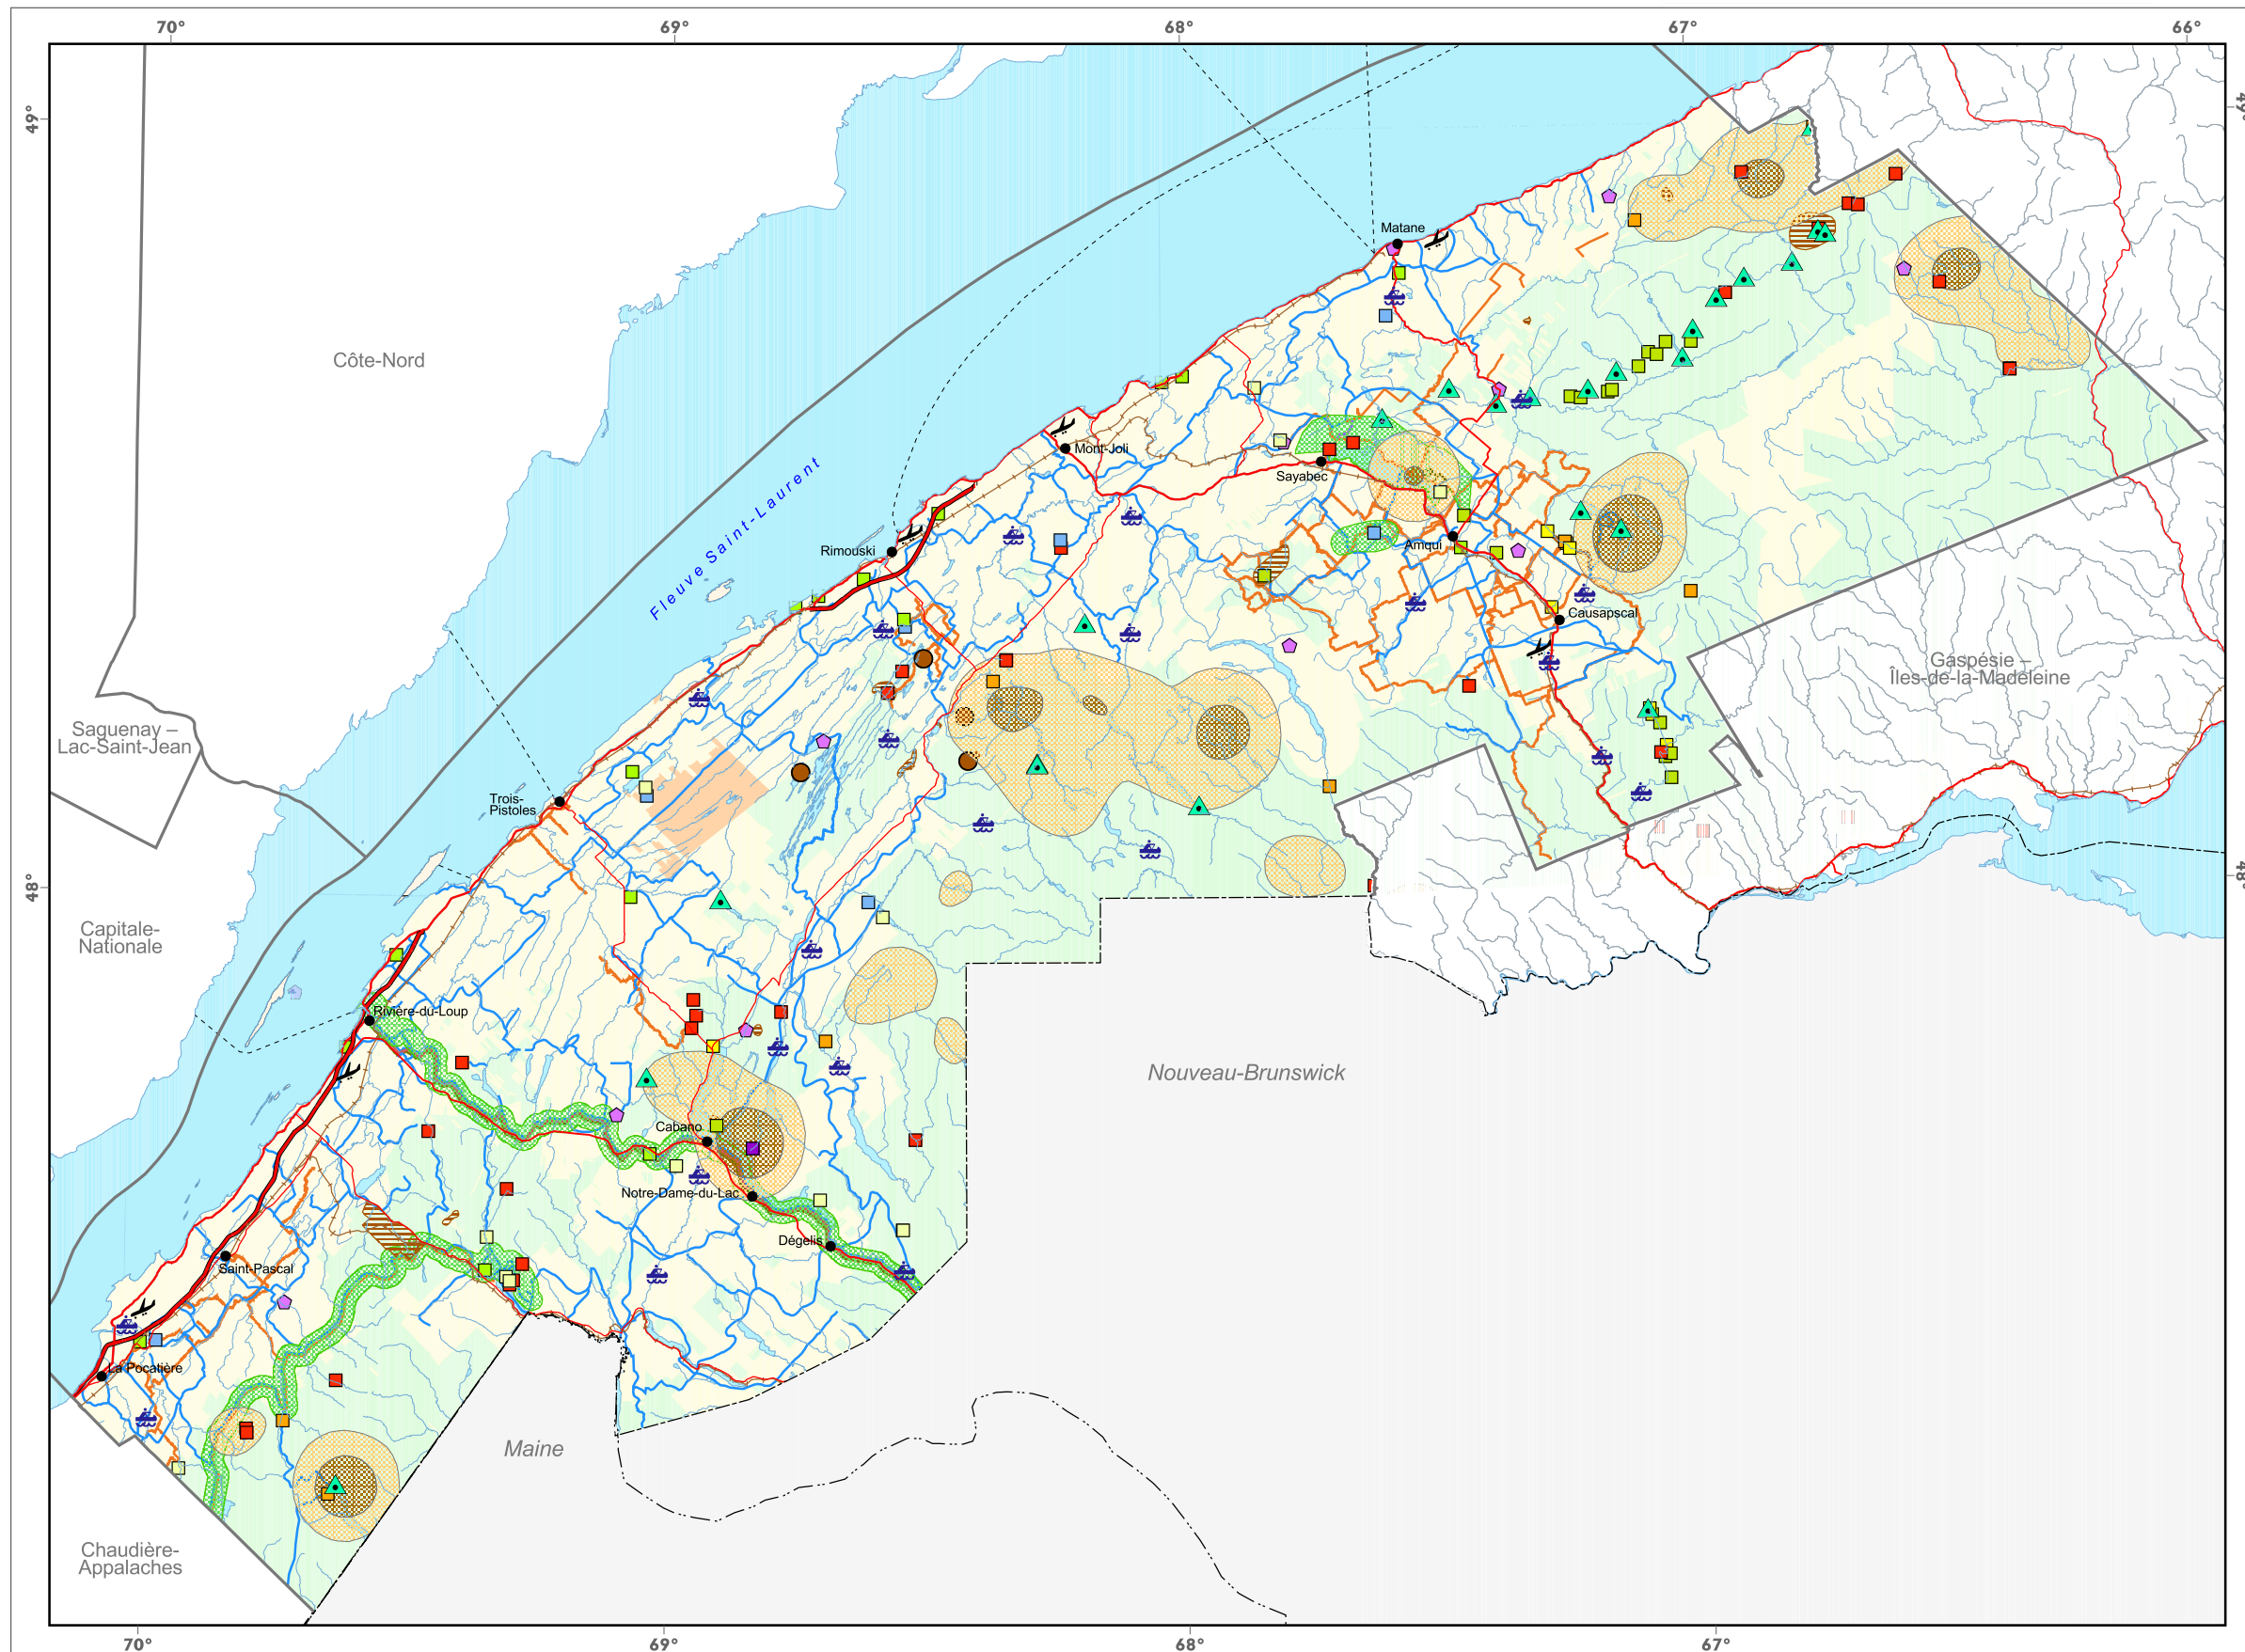 70°
69°
68°
67°
66°
49°
49°
Matane
Côte-Nord
Mont-Joli
Sayabec
Fleuve Saint-Laurent
Rimouski
Amqui
Causapscal
Gaspésie –
Îles-de-la-Madeleine
Saguenay –
Lac-Saint-Jean
Trois-
Pistoles
48°
Capitale-
Nationale
Rivière-du-Loup
Nouveau-Brunswick
Cabano
Notre-Dame-du-Lac
Dégelis
Saint-Pascal
La Pocatière
Maine
Chaudière-
Appalaches
70°
69°
68°
67°